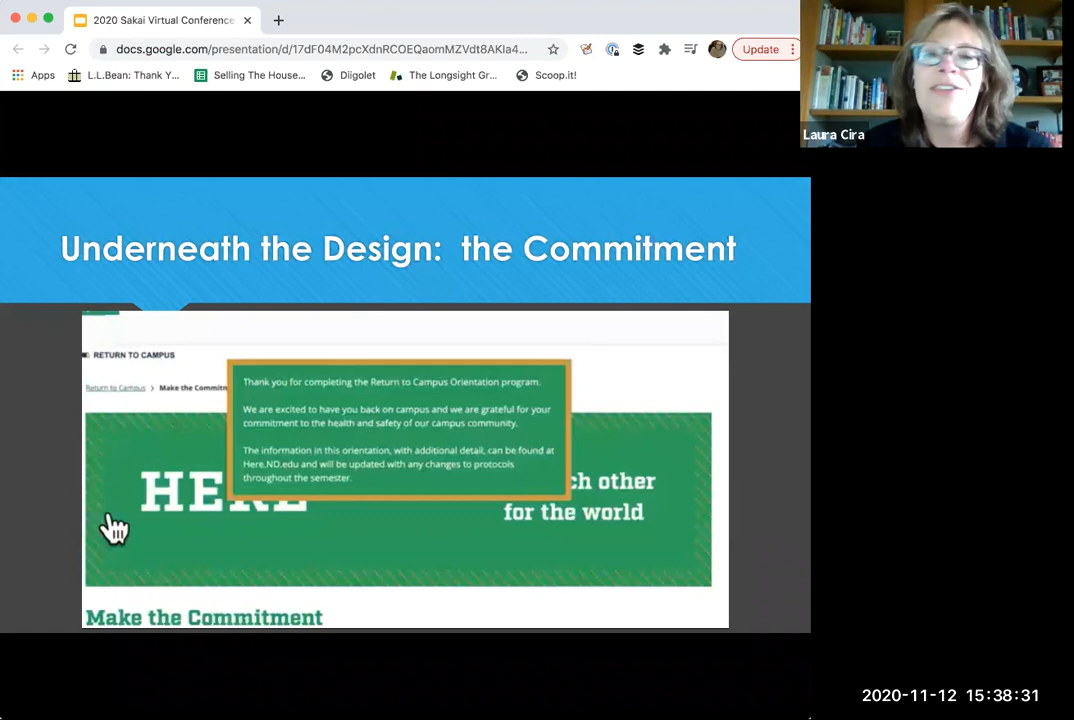 2020 Sakai Virtual Conference
docs.google.com/presentation/d/17dF04M2pcXdnRCOEQaomMZVdt8AKIa4...
Update
Apps
L.L.Bean: Thank Y...
Selling The House...
Diigolet
The Longsight Gr...
Scoop.it!
Laura Cira
Underneath the Design: the Commitment
RETURN TO CAMPUS
Return to Campus > Make the Commitm
Thank you for completing the Return to Campus Orientation program.
We are excited to have you back on campus and we are grateful for your
commitment to the health and safety of our campus community.
The information in this orientation, with additional detail, can be found at
Here.ND.edu and will be updated with any changes to protocols
throughout the semester.
HERE
ch other
for the world
Make the Commitment
2020-11-12 15:38:31